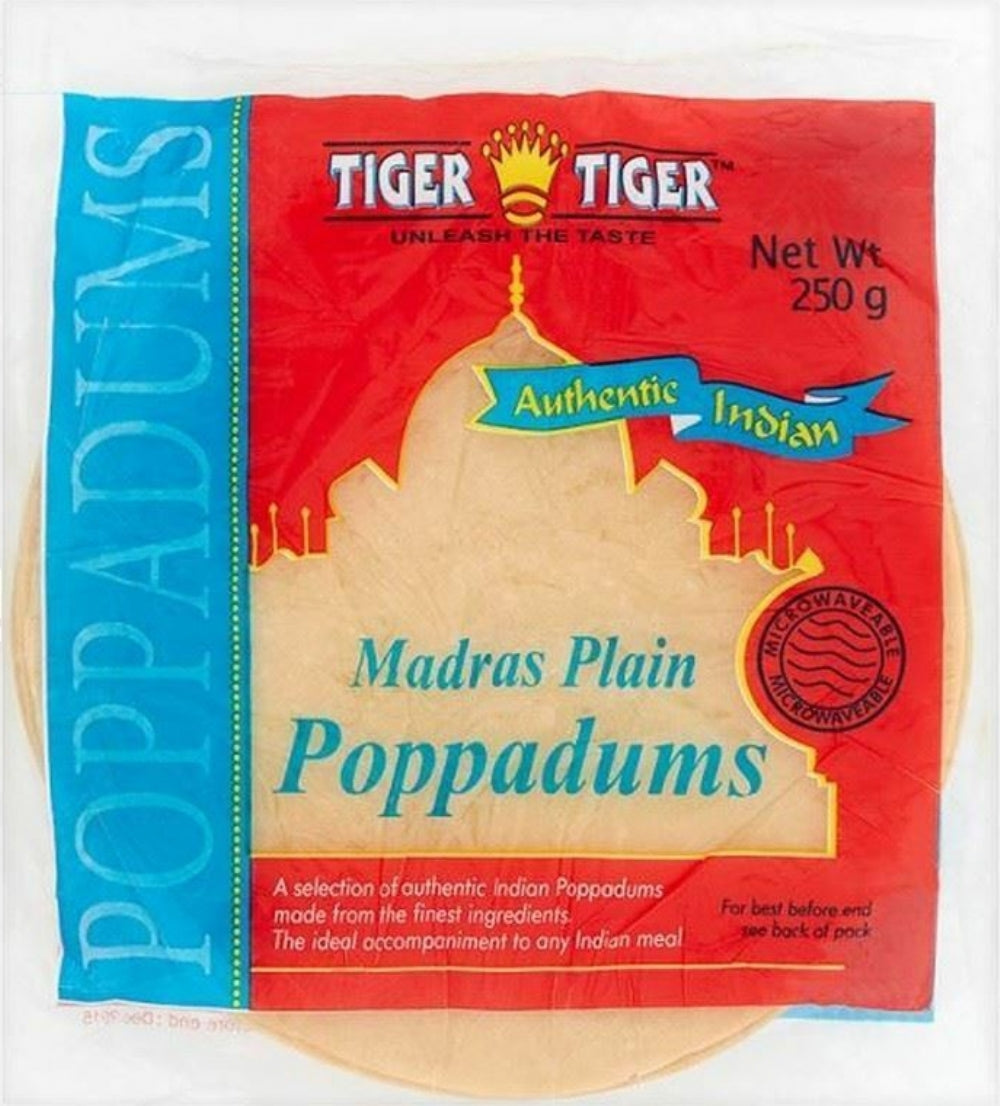 POPPADUMS
TIGER TIGER™
UNLEASH THE TASTE
Net Wt
250 g
Authentic Indian
MICROWAVEABLE
MICROWAVEABLE
Madras Plain
Poppadums
A selection of authentic Indian Poppadums
made from the finest ingredients.
The ideal accompaniment to any Indian meal
For best before end
see back of pack